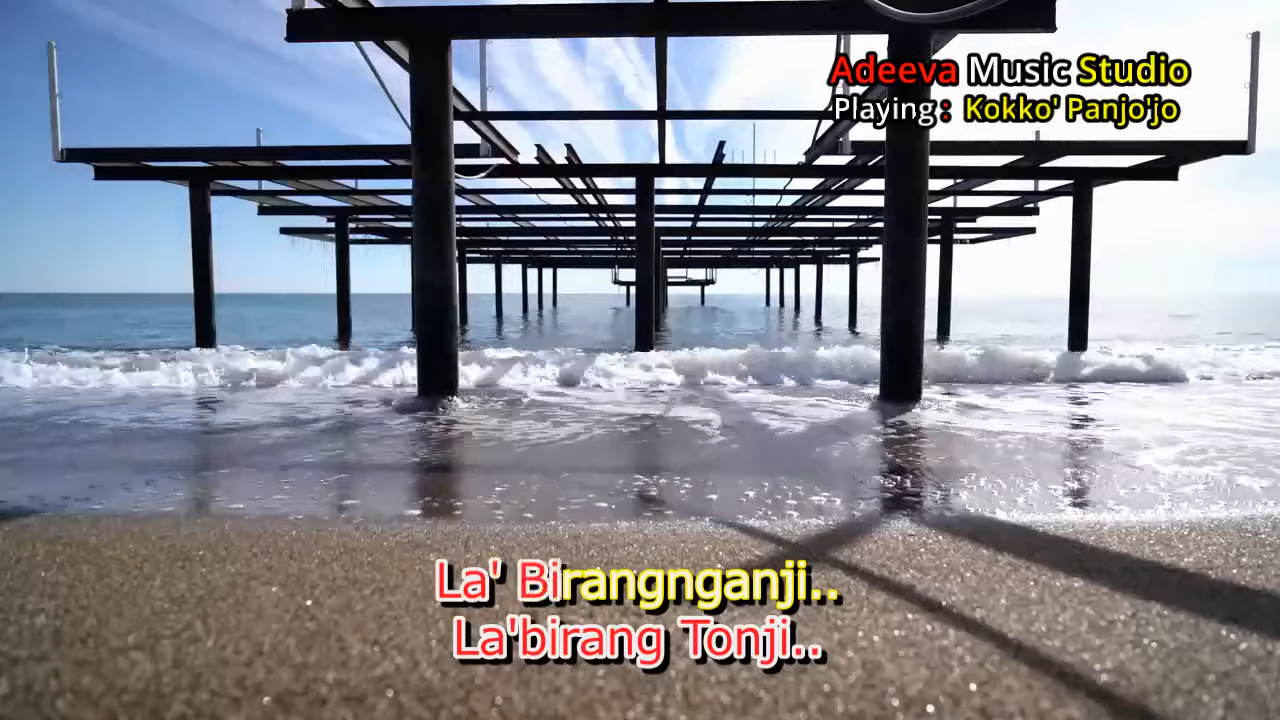 Adeeva Music Studio
Playing : Kokko' Panjo'jo
La' Birangnganji..
La'birang Tonji..